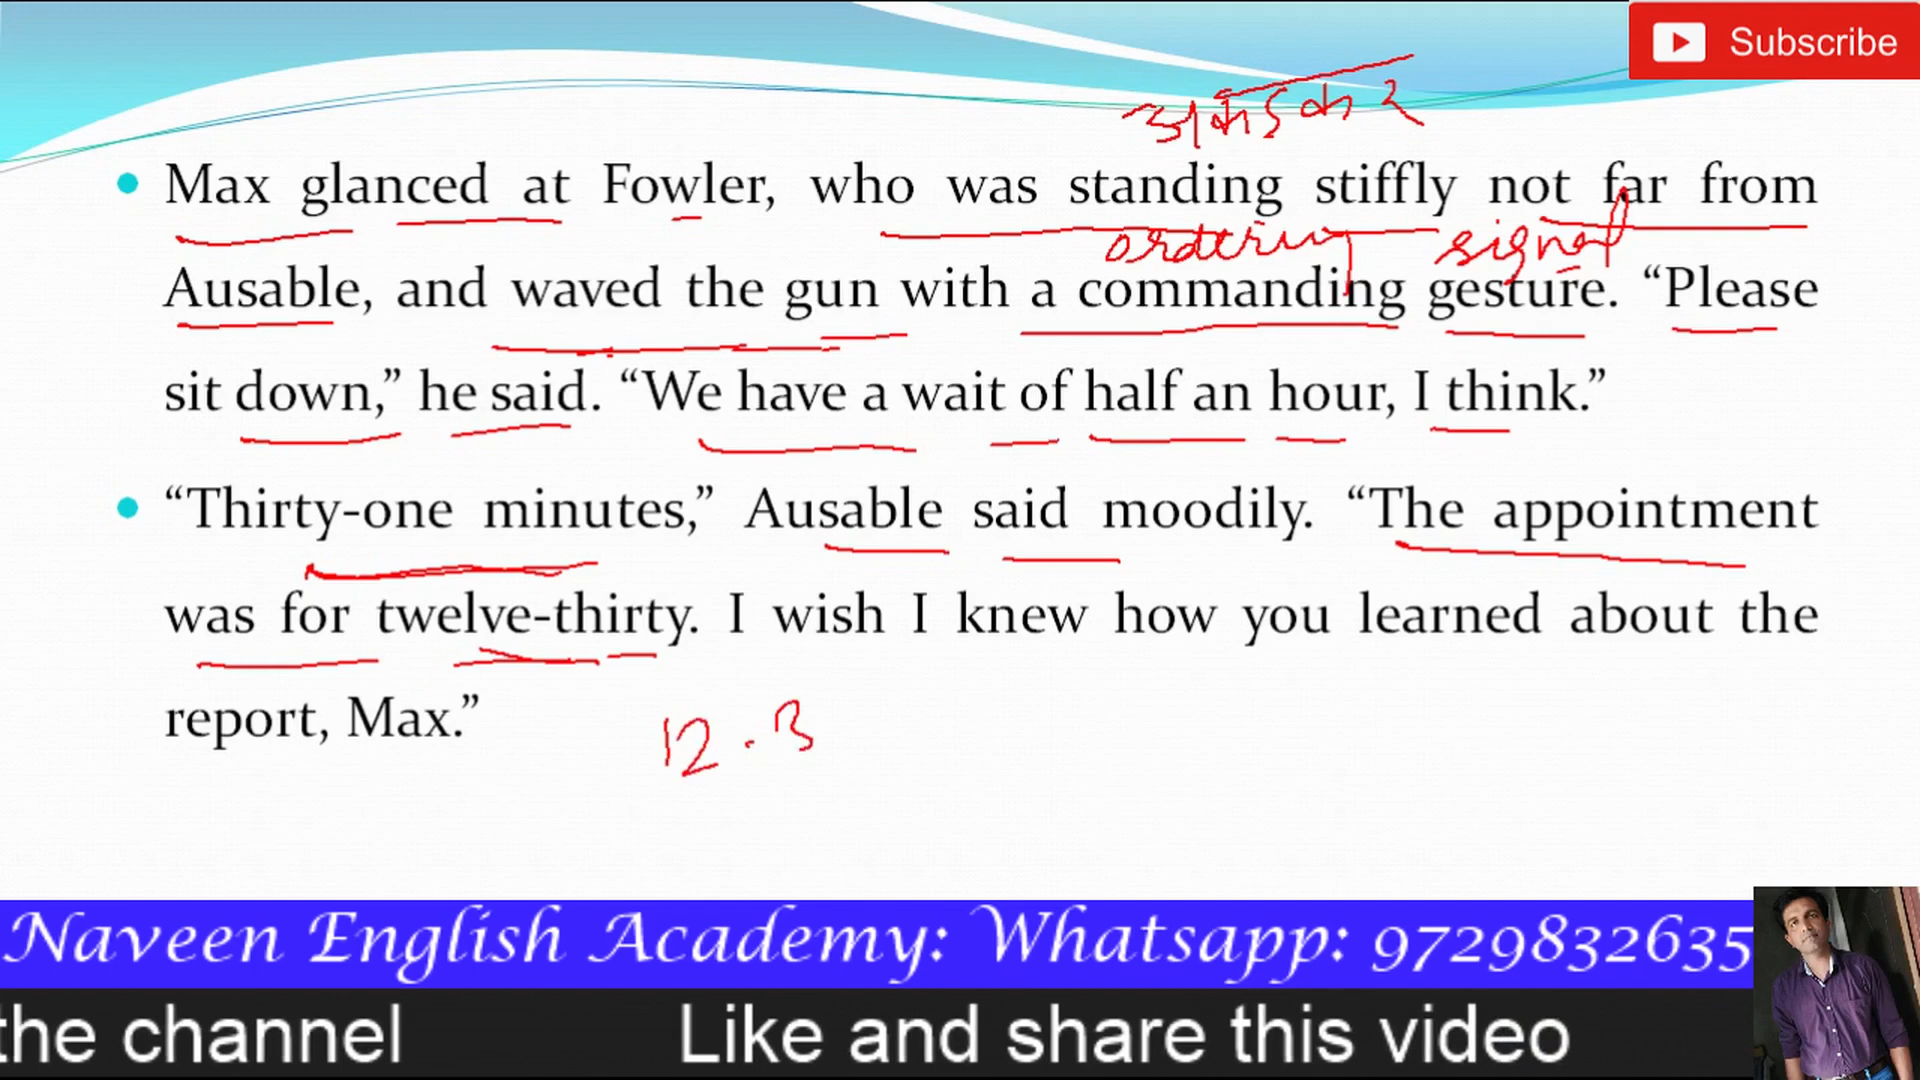 Subscribe
अकड़कर
Max glanced at Fowler, who was standing stiffly not far from
ordering signal
Ausable, and waved the gun with a commanding gesture. “Please
sit down,” he said. “We have a wait of half an hour, I think.”
“Thirty-one minutes,” Ausable said moodily. “The appointment
was for twelve-thirty. I wish I knew how you learned about the
report, Max.”
12.3
Naveen English Academy: Whatsapp: 9729832635
the channel Like and share this video